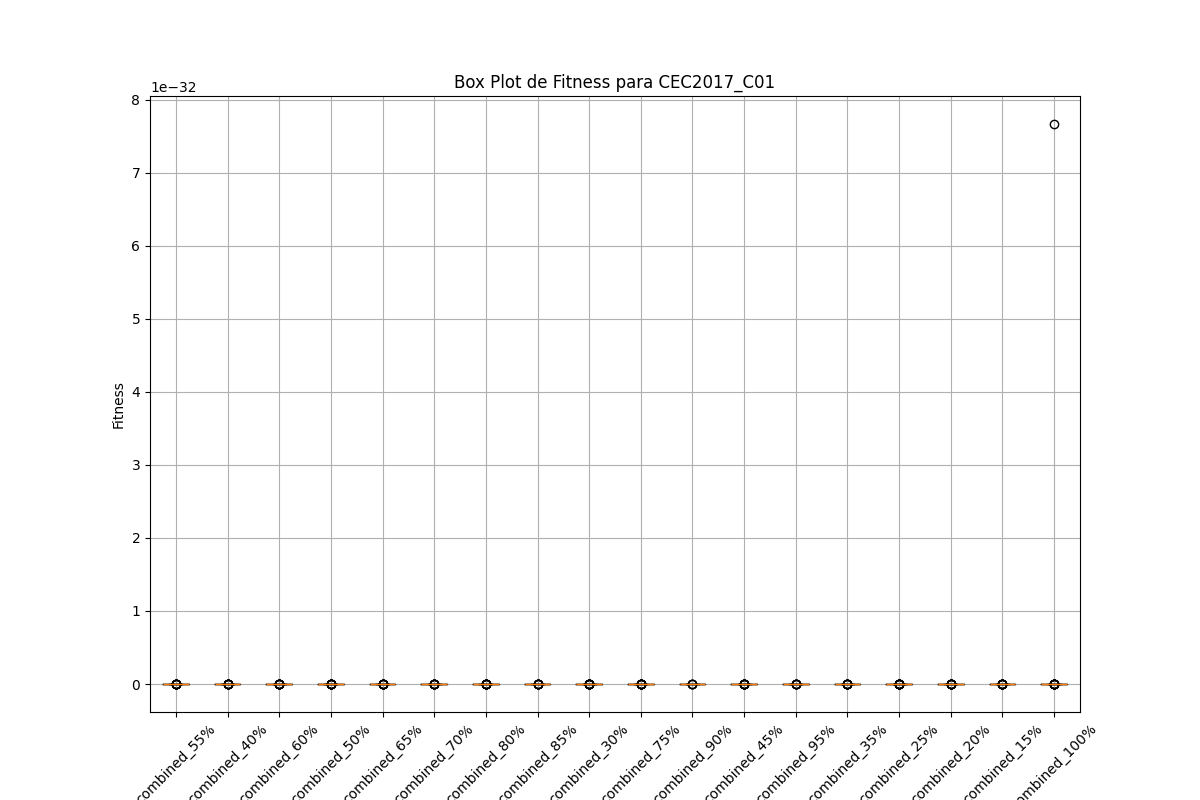 Box Plot de Fitness para CEC2017_C01
1e−32
8
7
6
5
4
3
2
1
0
Fitness
combined_55%
combined_40%
combined_60%
combined_50%
combined_65%
combined_70%
combined_80%
combined_85%
combined_30%
combined_75%
combined_90%
combined_45%
combined_95%
combined_35%
combined_25%
combined_20%
combined_15%
ombined_100%